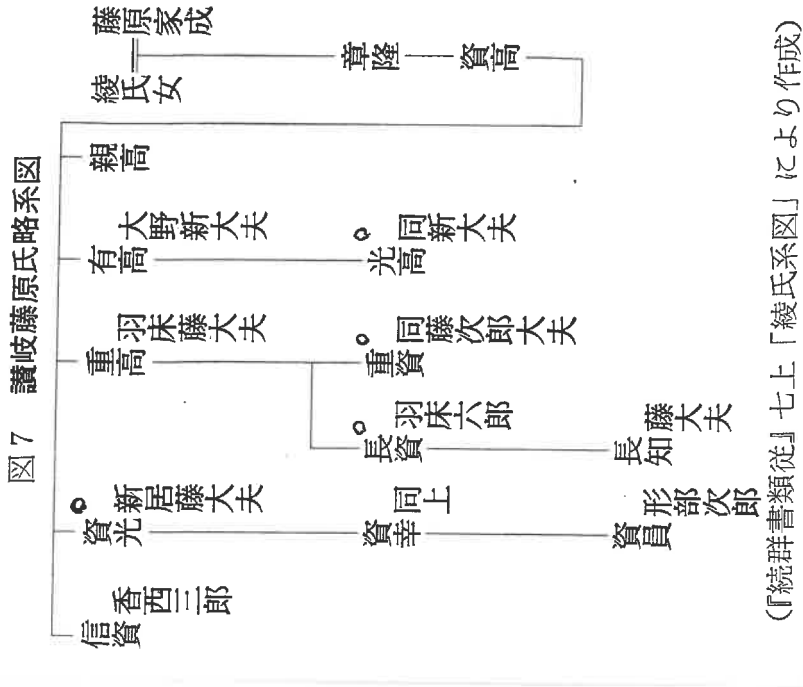 図7 讃岐藤原氏略系図
藤原家成
綾氏女
章隆
資高
親高
大野新大夫
有高
同新大夫
光高
羽床藤大夫
重高
同藤次郎大夫
重資
羽床六郎
長資
藤大夫
長知
新居藤大夫
資光
同上
資幸
形部次郎
資員
香西三郎
信資
(『続群書類従』七上「綾氏系図」により作成)